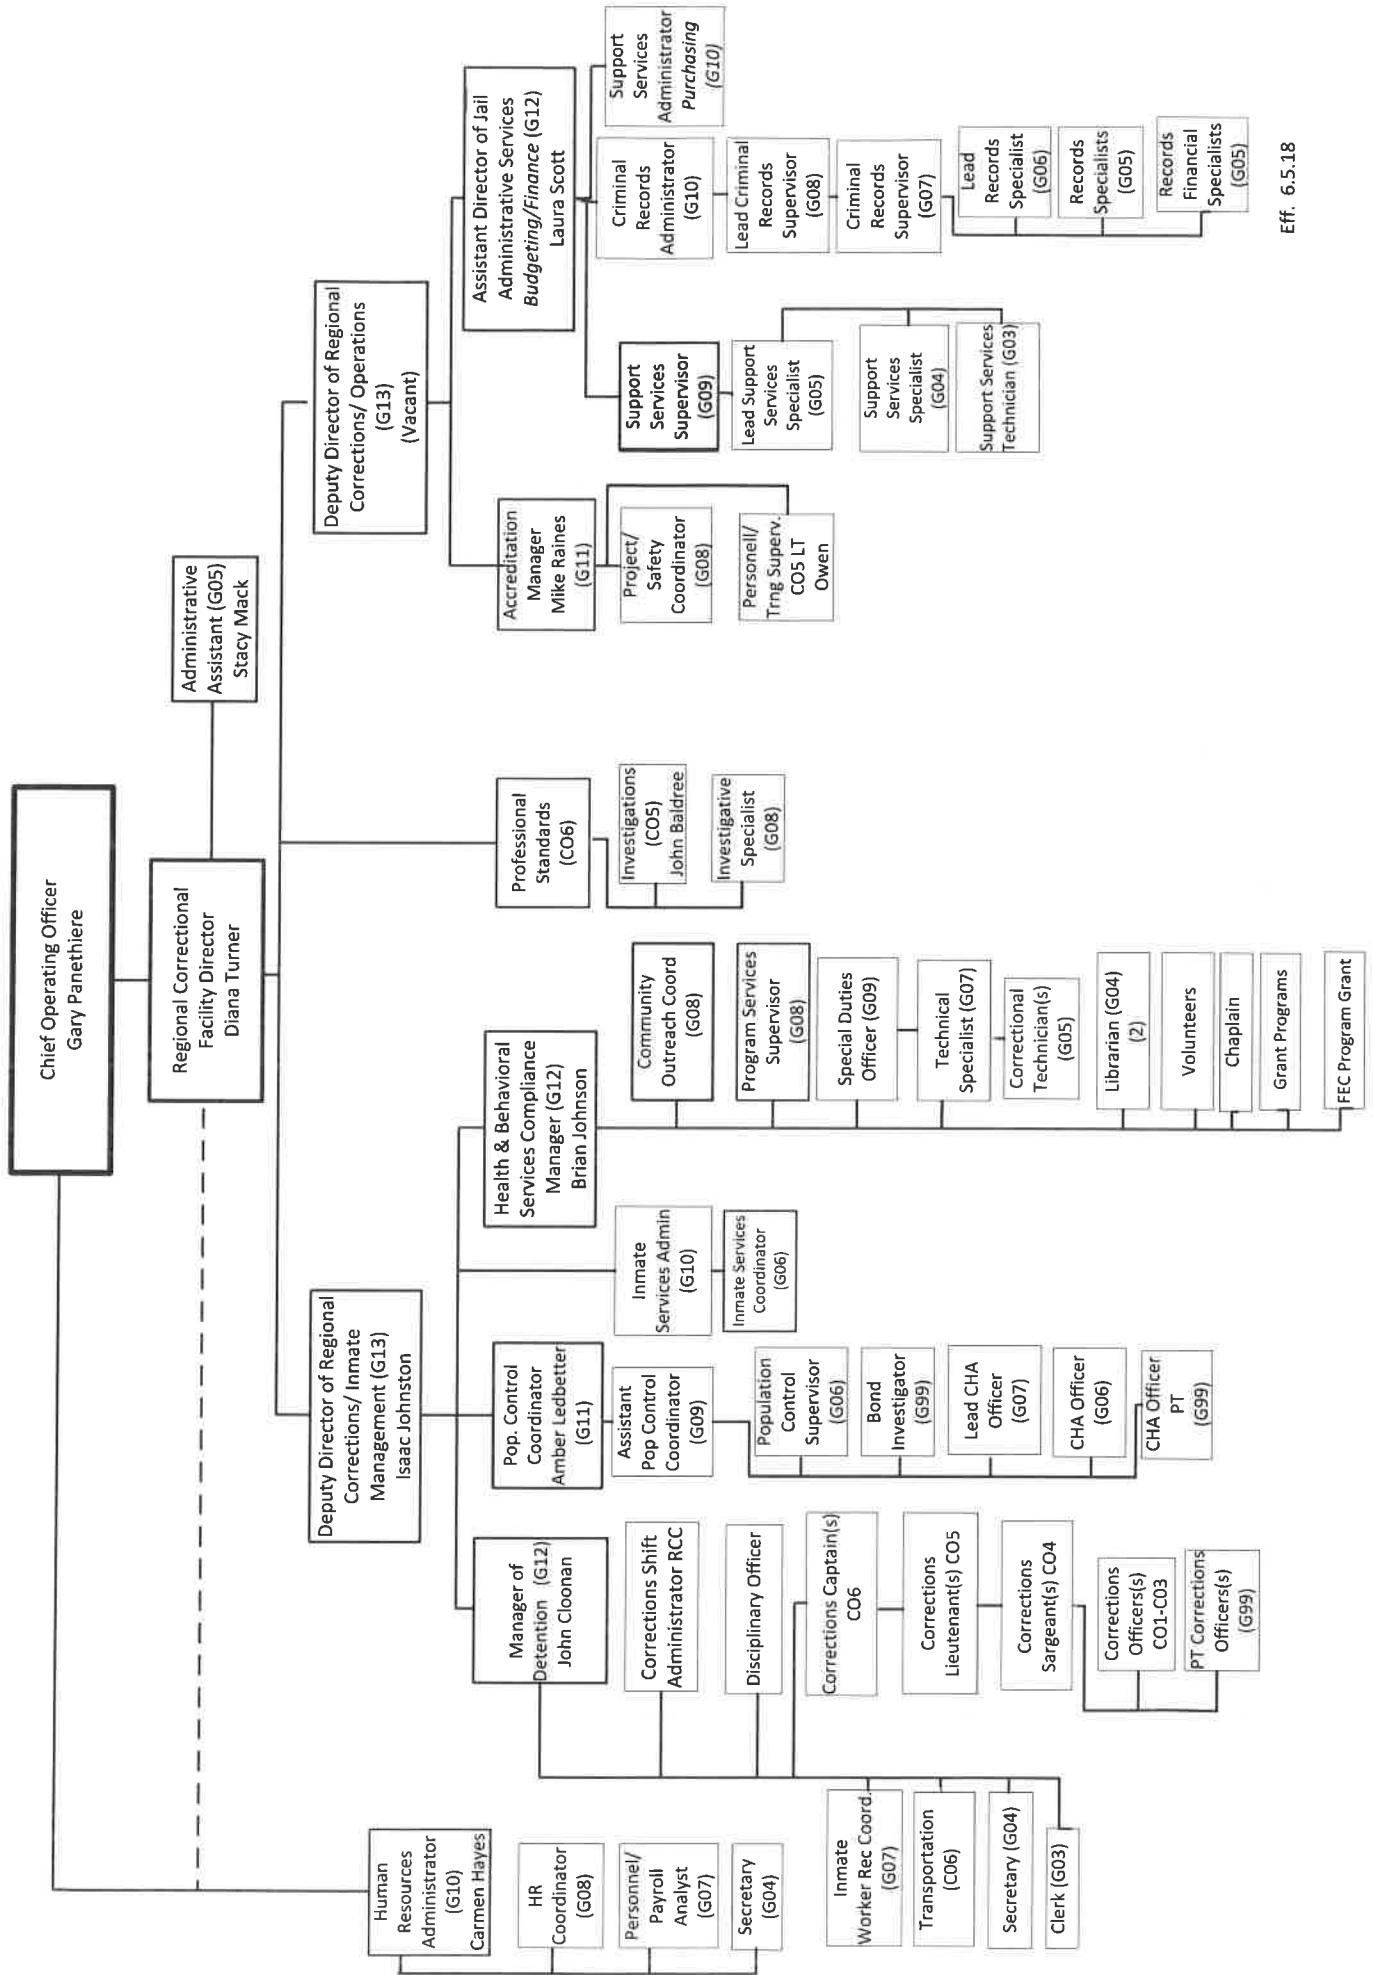 Chief Operating Officer
Gary Panethiere
Regional Correctional
Facility Director
Diana Turner
Administrative
Assistant (G05)
Stacy Mack
Human
Resources
Administrator
(G10)
Carmen Hayes
HR
Coordinator
(G08)
Personnel/
Payroll
Analyst
(G07)
Secretary
(G04)
Deputy Director of Regional
Corrections/ Inmate
Management (G13)
Isaac Johnston
Manager of
Detention (G12)
John Cloonan
Corrections Shift
Administrator RCC
Disciplinary Officer
Corrections Captain(s)
CO6
Corrections
Lieutenant(s) CO5
Corrections
Sargeant(s) CO4
Corrections
Officers(s)
CO1-C03
PT Corrections
Officers(s)
(G99)
Inmate
Worker Rec Coord.
(G07)
Transportation
(C06)
Secretary (G04)
Clerk (G03)
Pop. Control
Coordinator
Amber Ledbetter
(G11)
Assistant
Pop Control
Coordinator
(G09)
Population
Control
Supervisor
(G06)
Bond
Investigator
(G99)
Lead CHA
Officer
(G07)
CHA Officer
(G06)
CHA Officer
PT
(G99)
Inmate
Services Admin
(G10)
Inmate Services
Coordinator
(G06)
Health & Behavioral
Services Compliance
Manager (G12)
Brian Johnson
Community
Outreach Coord
(G08)
Program Services
Supervisor
(G08)
Special Duties
Officer (G09)
Technical
Specialist (G07)
Correctional
Technician(s)
(G05)
Librarian (G04)
(2)
Volunteers
Chaplain
Grant Programs
FEC Program Grant
Professional
Standards
(CO6)
Investigations
(CO5)
John Baldree
Investigative
Specialist
(G08)
Deputy Director of Regional
Corrections/ Operations
(G13)
(Vacant)
Accreditation
Manager
Mike Raines
(G11)
Project/
Safety
Coordinator
(G08)
Personell/
Trng Superv.
CO5 LT
Owen
Assistant Director of Jail
Administrative Services
Budgeting/Finance (G12)
Laura Scott
Support
Services
Supervisor
(G09)
Lead Support
Services
Specialist
(G05)
Support
Services
Specialist
(G04)
Support Services
Technician (G03)
Criminal
Records
Administrator
(G10)
Lead Criminal
Records
Supervisor
(G08)
Criminal
Records
Supervisor
(G07)
Lead
Records
Specialist
(G06)
Records
Specialists
(G05)
Records
Financial
Specialists
(G05)
Support
Services
Administrator
Purchasing
(G10)
Eff. 6.5.18